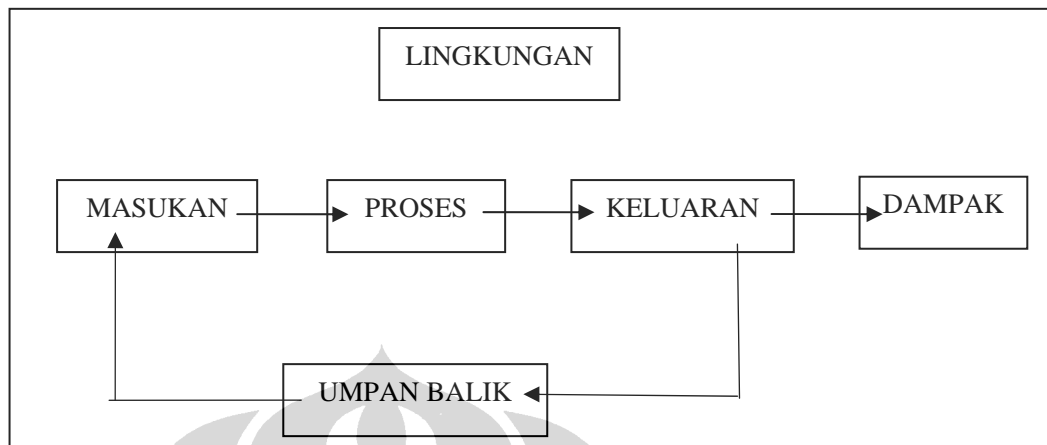 LINGKUNGAN
MASUKAN
PROSES
KELUARAN
DAMPAK
UMPAN BALIK